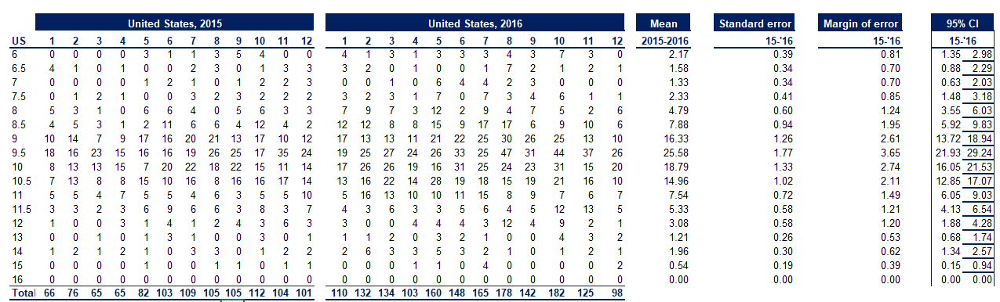 United States, 2015 United States, 2016 Mean Standard error Margin of error 95% CI
US 1 2 3 4 5 6 7 8 9 10 11 12 1 2 3 4 5 6 7 8 9 10 11 12 2015-2016 15-'16 15-'16 15-'16
6 0 0 0 0 3 1 1 3 5 4 0 0 4 1 3 1 3 3 3 4 3 7 3 0 2.17 0.39 0.81 1.35 2.98
6.5 4 1 0 1 0 0 2 3 0 1 3 3 3 2 0 1 0 0 1 7 2 1 2 1 1.58 0.34 0.70 0.88 2.29
7 0 0 0 0 1 2 1 0 1 2 2 3 0 0 1 0 6 4 4 2 3 0 0 0 1.33 0.34 0.70 0.63 2.03
7.5 0 1 2 1 0 0 3 2 3 2 2 2 3 2 3 1 7 0 7 3 4 6 1 1 2.33 0.41 0.85 1.48 3.18
8 5 3 1 0 6 6 4 0 5 6 3 3 7 9 7 3 12 2 9 4 7 5 2 6 4.79 0.60 1.24 3.55 6.03
8.5 4 5 3 1 2 11 6 6 4 12 4 2 12 12 8 8 15 9 17 17 6 9 10 6 7.88 0.94 1.95 5.92 9.83
9 10 14 7 9 17 16 20 21 13 17 10 12 17 13 13 11 21 22 25 30 26 25 13 10 16.33 1.26 2.61 13.72 18.94
9.5 18 16 23 15 16 16 19 26 25 17 35 24 19 25 27 24 26 33 25 47 31 44 37 26 25.58 1.77 3.65 21.93 29.24
10 8 13 13 15 7 20 22 18 22 15 11 14 17 26 26 19 16 31 25 24 23 31 15 20 18.79 1.33 2.74 16.05 21.53
10.5 7 13 8 8 15 10 16 8 16 16 17 14 13 16 22 14 28 19 18 15 19 21 16 10 14.96 1.02 2.11 12.85 17.07
11 5 5 4 7 5 5 4 6 3 5 5 10 5 16 13 10 10 11 15 8 9 7 6 7 7.54 0.72 1.49 6.05 9.03
11.5 3 3 2 3 6 9 6 6 3 8 3 7 4 3 6 3 3 5 6 4 5 12 13 5 5.33 0.58 1.21 4.13 6.54
12 1 0 0 3 1 4 1 2 4 3 6 3 3 0 0 4 4 4 3 12 4 9 2 1 3.08 0.58 1.20 1.88 4.28
13 0 0 1 0 1 3 1 0 0 3 0 1 1 1 2 0 3 2 1 0 0 4 3 2 1.21 0.26 0.53 0.68 1.74
14 1 2 1 2 1 0 3 3 0 1 2 2 2 6 3 3 5 3 2 1 0 1 2 1 1.96 0.30 0.62 1.34 2.57
15 0 0 0 0 1 0 0 1 1 0 1 1 0 0 0 1 1 0 4 0 0 0 0 2 0.54 0.19 0.39 0.15 0.94
16 0 0 0 0 0 0 0 0 0 0 0 0 0 0 0 0 0 0 0 0 0 0 0 0 0.00 0.00 0.00 0.00 0.00
Total 66 76 65 65 82 103 109 105 105 112 104 101 110 132 134 103 160 148 165 178 142 182 125 98